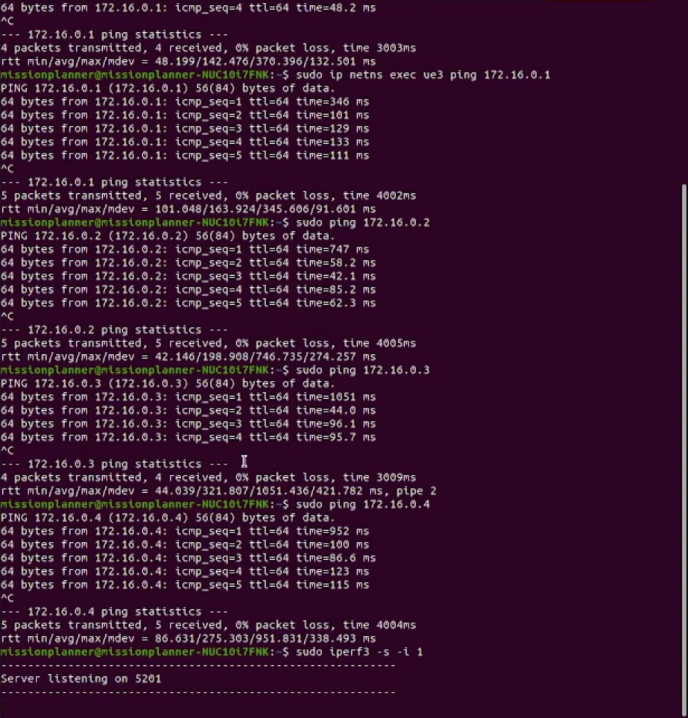 64 bytes from 172.16.0.1: icmp_seq=4 ttl=64 time=48.2 ms
^C
--- 172.16.0.1 ping statistics ---
4 packets transmitted, 4 received, 0% packet loss, time 3003ms
rtt min/avg/max/mdev = 48.199/142.476/370.396/132.501 ms
missionplanner@missionplanner-NUC10i7FNK:~$ sudo ip netns exec ue3 ping 172.16.0.1
PING 172.16.0.1 (172.16.0.1) 56(84) bytes of data.
64 bytes from 172.16.0.1: icmp_seq=1 ttl=64 time=346 ms
64 bytes from 172.16.0.1: icmp_seq=2 ttl=64 time=101 ms
64 bytes from 172.16.0.1: icmp_seq=3 ttl=64 time=129 ms
64 bytes from 172.16.0.1: icmp_seq=4 ttl=64 time=133 ms
64 bytes from 172.16.0.1: icmp_seq=5 ttl=64 time=111 ms
^C
--- 172.16.0.1 ping statistics ---
5 packets transmitted, 5 received, 0% packet loss, time 4002ms
rtt min/avg/max/mdev = 101.048/163.924/345.606/91.601 ms
missionplanner@missionplanner-NUC10i7FNK:~$ sudo ping 172.16.0.2
PING 172.16.0.2 (172.16.0.2) 56(84) bytes of data.
64 bytes from 172.16.0.2: icmp_seq=1 ttl=64 time=747 ms
64 bytes from 172.16.0.2: icmp_seq=2 ttl=64 time=58.2 ms
64 bytes from 172.16.0.2: icmp_seq=3 ttl=64 time=42.1 ms
64 bytes from 172.16.0.2: icmp_seq=4 ttl=64 time=85.2 ms
64 bytes from 172.16.0.2: icmp_seq=5 ttl=64 time=62.3 ms
^C
--- 172.16.0.2 ping statistics ---
5 packets transmitted, 5 received, 0% packet loss, time 4005ms
rtt min/avg/max/mdev = 42.146/198.908/746.735/274.257 ms
missionplanner@missionplanner-NUC10i7FNK:~$ sudo ping 172.16.0.3
PING 172.16.0.3 (172.16.0.3) 56(84) bytes of data.
64 bytes from 172.16.0.3: icmp_seq=1 ttl=64 time=1051 ms
64 bytes from 172.16.0.3: icmp_seq=2 ttl=64 time=44.0 ms
64 bytes from 172.16.0.3: icmp_seq=3 ttl=64 time=96.1 ms
64 bytes from 172.16.0.3: icmp_seq=4 ttl=64 time=95.7 ms
^C
--- 172.16.0.3 ping statistics ---
4 packets transmitted, 4 received, 0% packet loss, time 3009ms
rtt min/avg/max/mdev = 44.039/321.807/1051.436/421.782 ms, pipe 2
missionplanner@missionplanner-NUC10i7FNK:~$ sudo ping 172.16.0.4
PING 172.16.0.4 (172.16.0.4) 56(84) bytes of data.
64 bytes from 172.16.0.4: icmp_seq=1 ttl=64 time=952 ms
64 bytes from 172.16.0.4: icmp_seq=2 ttl=64 time=100 ms
64 bytes from 172.16.0.4: icmp_seq=3 ttl=64 time=86.6 ms
64 bytes from 172.16.0.4: icmp_seq=4 ttl=64 time=123 ms
64 bytes from 172.16.0.4: icmp_seq=5 ttl=64 time=115 ms
^C
--- 172.16.0.4 ping statistics ---
5 packets transmitted, 5 received, 0% packet loss, time 4004ms
rtt min/avg/max/mdev = 86.631/275.303/951.831/338.493 ms
missionplanner@missionplanner-NUC10i7FNK:~$ sudo iperf3 -s -i 1
-----------------------------------------------------------
Server listening on 5201
-----------------------------------------------------------